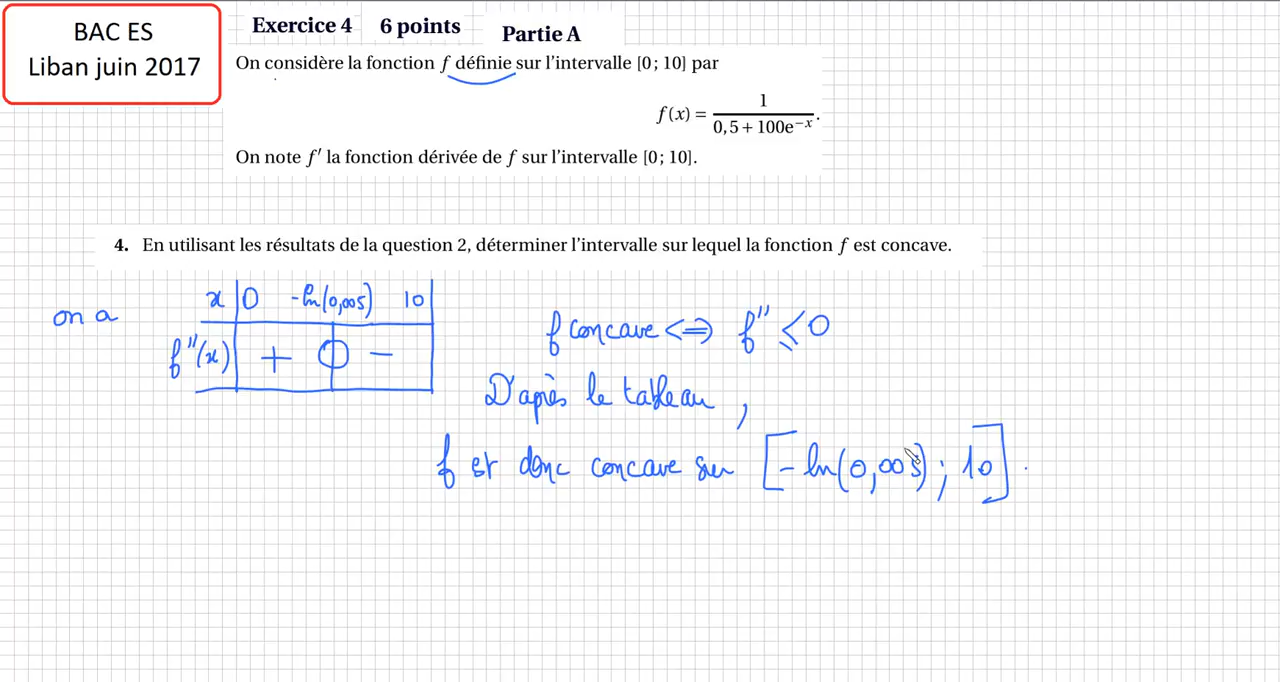 BAC ES
Liban juin 2017
Exercice 4 6 points Partie A
On considère la fonction f définie sur l'intervalle [0 ; 10] par
f(x) = 1 / (0,5 + 100e^{-x}).
On note f′ la fonction dérivée de f sur l'intervalle [0 ; 10].
4. En utilisant les résultats de la question 2, déterminer l'intervalle sur lequel la fonction f est concave.
on a
x 0 -ln(0,005) 10
f''(x) + 0 -
f concave <=> f'' ≤ 0
D'après le tableau,
f est donc concave sur [-ln(0,005) ; 10].